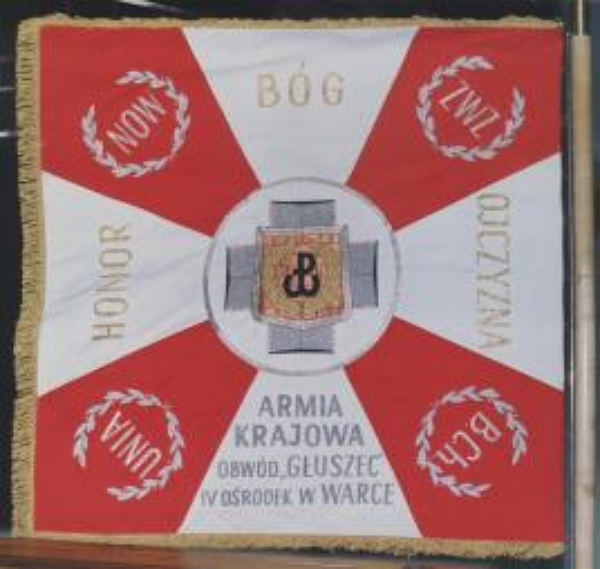 BÓG
NOW
ZWZ
HONOR
OJCZYZNA
UNIA
BCh
ARMIA
KRAJOWA
OBWÓD „GŁUSZEC”
IV OŚRODEK W WARCE